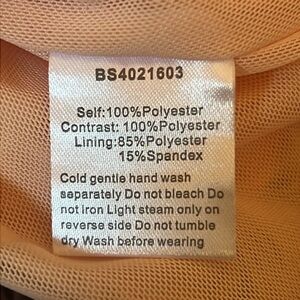 BS4021603
Self:100%Polyester
Contrast: 100%Polyester
Lining:85%Polyester
15%Spandex
Cold gentle hand wash
separately Do not bleach Do
not iron Light steam only on
reverse side Do not tumble
dry Wash before wearing